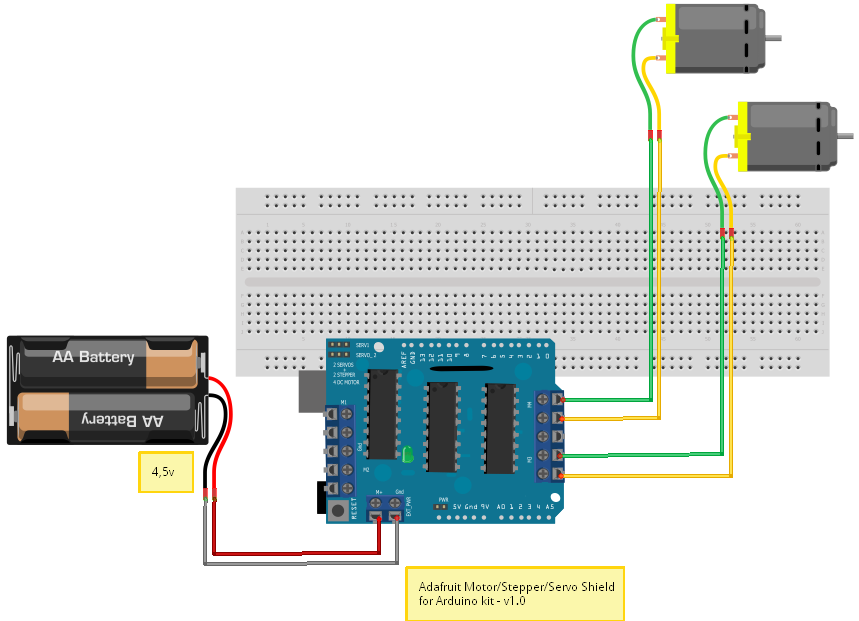 AA Battery
AA Battery
4,5v
SERV1
SERVO_2
2 SERVOS
+
2 STEPPER
4 DC MOTOR
AREF
GND
13
12
11
10
9
8
7
6
5
4
3
2
1
0
M1
Gnd
M2
M4
M3
RESET
M+
Gnd
EXT_PWR
PWR
5V Gnd 9V A0 1 2 3 4 A5
Adafruit Motor/Stepper/Servo Shield
for Arduino kit - v1.0